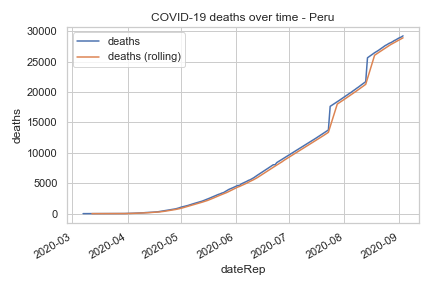 COVID-19 deaths over time - Peru
deaths
deaths (rolling)
30000
25000
20000
15000
10000
5000
0
deaths
2020-03
2020-04
2020-05
2020-06
2020-07
2020-08
2020-09
dateRep